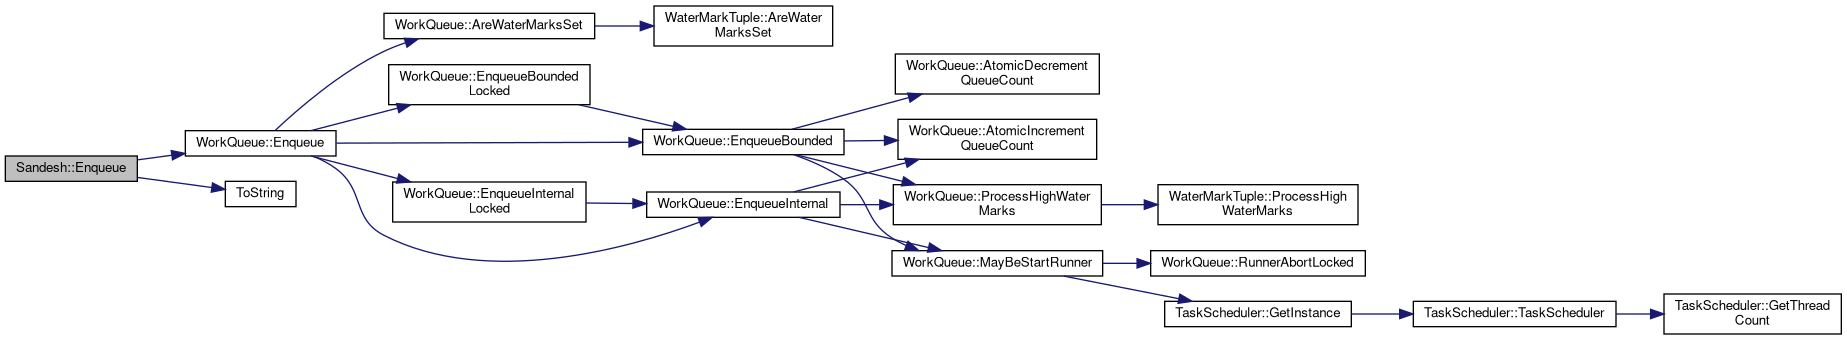 Sandesh::Enqueue
WorkQueue::Enqueue
ToString
WorkQueue::AreWaterMarksSet
WaterMarkTuple::AreWater
MarksSet
WorkQueue::EnqueueBounded
Locked
WorkQueue::EnqueueBounded
WorkQueue::EnqueueInternal
Locked
WorkQueue::EnqueueInternal
WorkQueue::AtomicDecrement
QueueCount
WorkQueue::AtomicIncrement
QueueCount
WorkQueue::ProcessHighWater
Marks
WaterMarkTuple::ProcessHigh
WaterMarks
WorkQueue::MayBeStartRunner
WorkQueue::RunnerAbortLocked
TaskScheduler::GetInstance
TaskScheduler::TaskScheduler
TaskScheduler::GetThread
Count